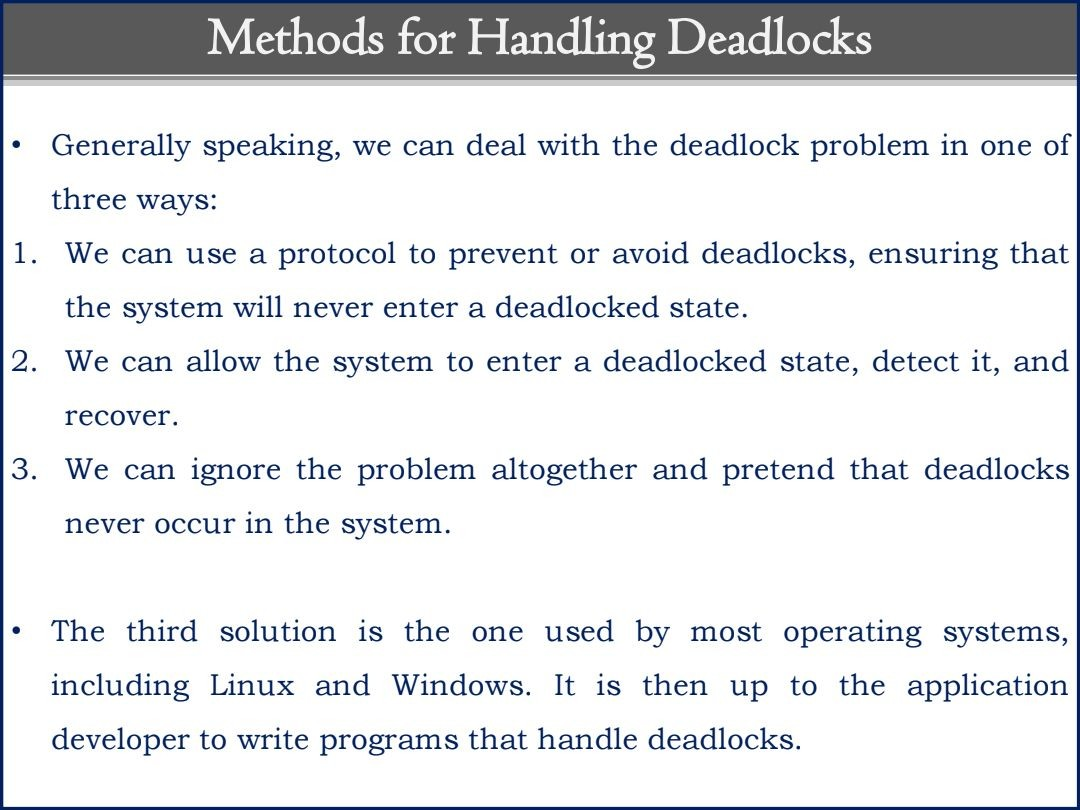 Methods for Handling Deadlocks
• Generally speaking, we can deal with the deadlock problem in one of
three ways:
1. We can use a protocol to prevent or avoid deadlocks, ensuring that
the system will never enter a deadlocked state.
2. We can allow the system to enter a deadlocked state, detect it, and
recover.
3. We can ignore the problem altogether and pretend that deadlocks
never occur in the system.
• The third solution is the one used by most operating systems,
including Linux and Windows. It is then up to the application
developer to write programs that handle deadlocks.